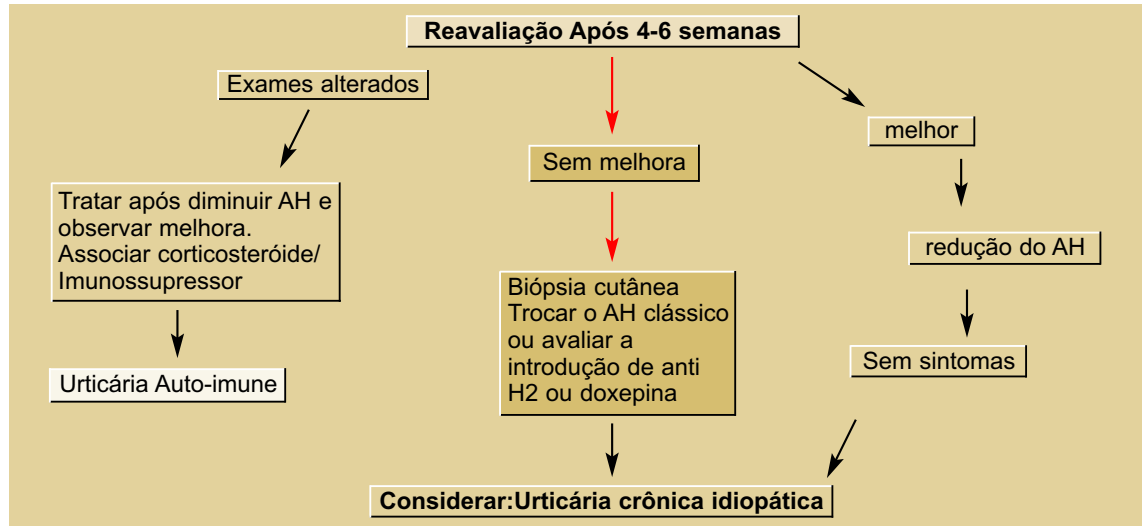 Reavaliação Após 4-6 semanas
Exames alterados
Tratar após diminuir AH e
observar melhora.
Associar corticosteróide/
Imunossupressor
Urticária Auto-imune
Sem melhora
Biópsia cutânea
Trocar o AH clássico
ou avaliar a
introdução de anti
H2 ou doxepina
melhor
redução do AH
Sem sintomas
Considerar:Urticária crônica idiopática